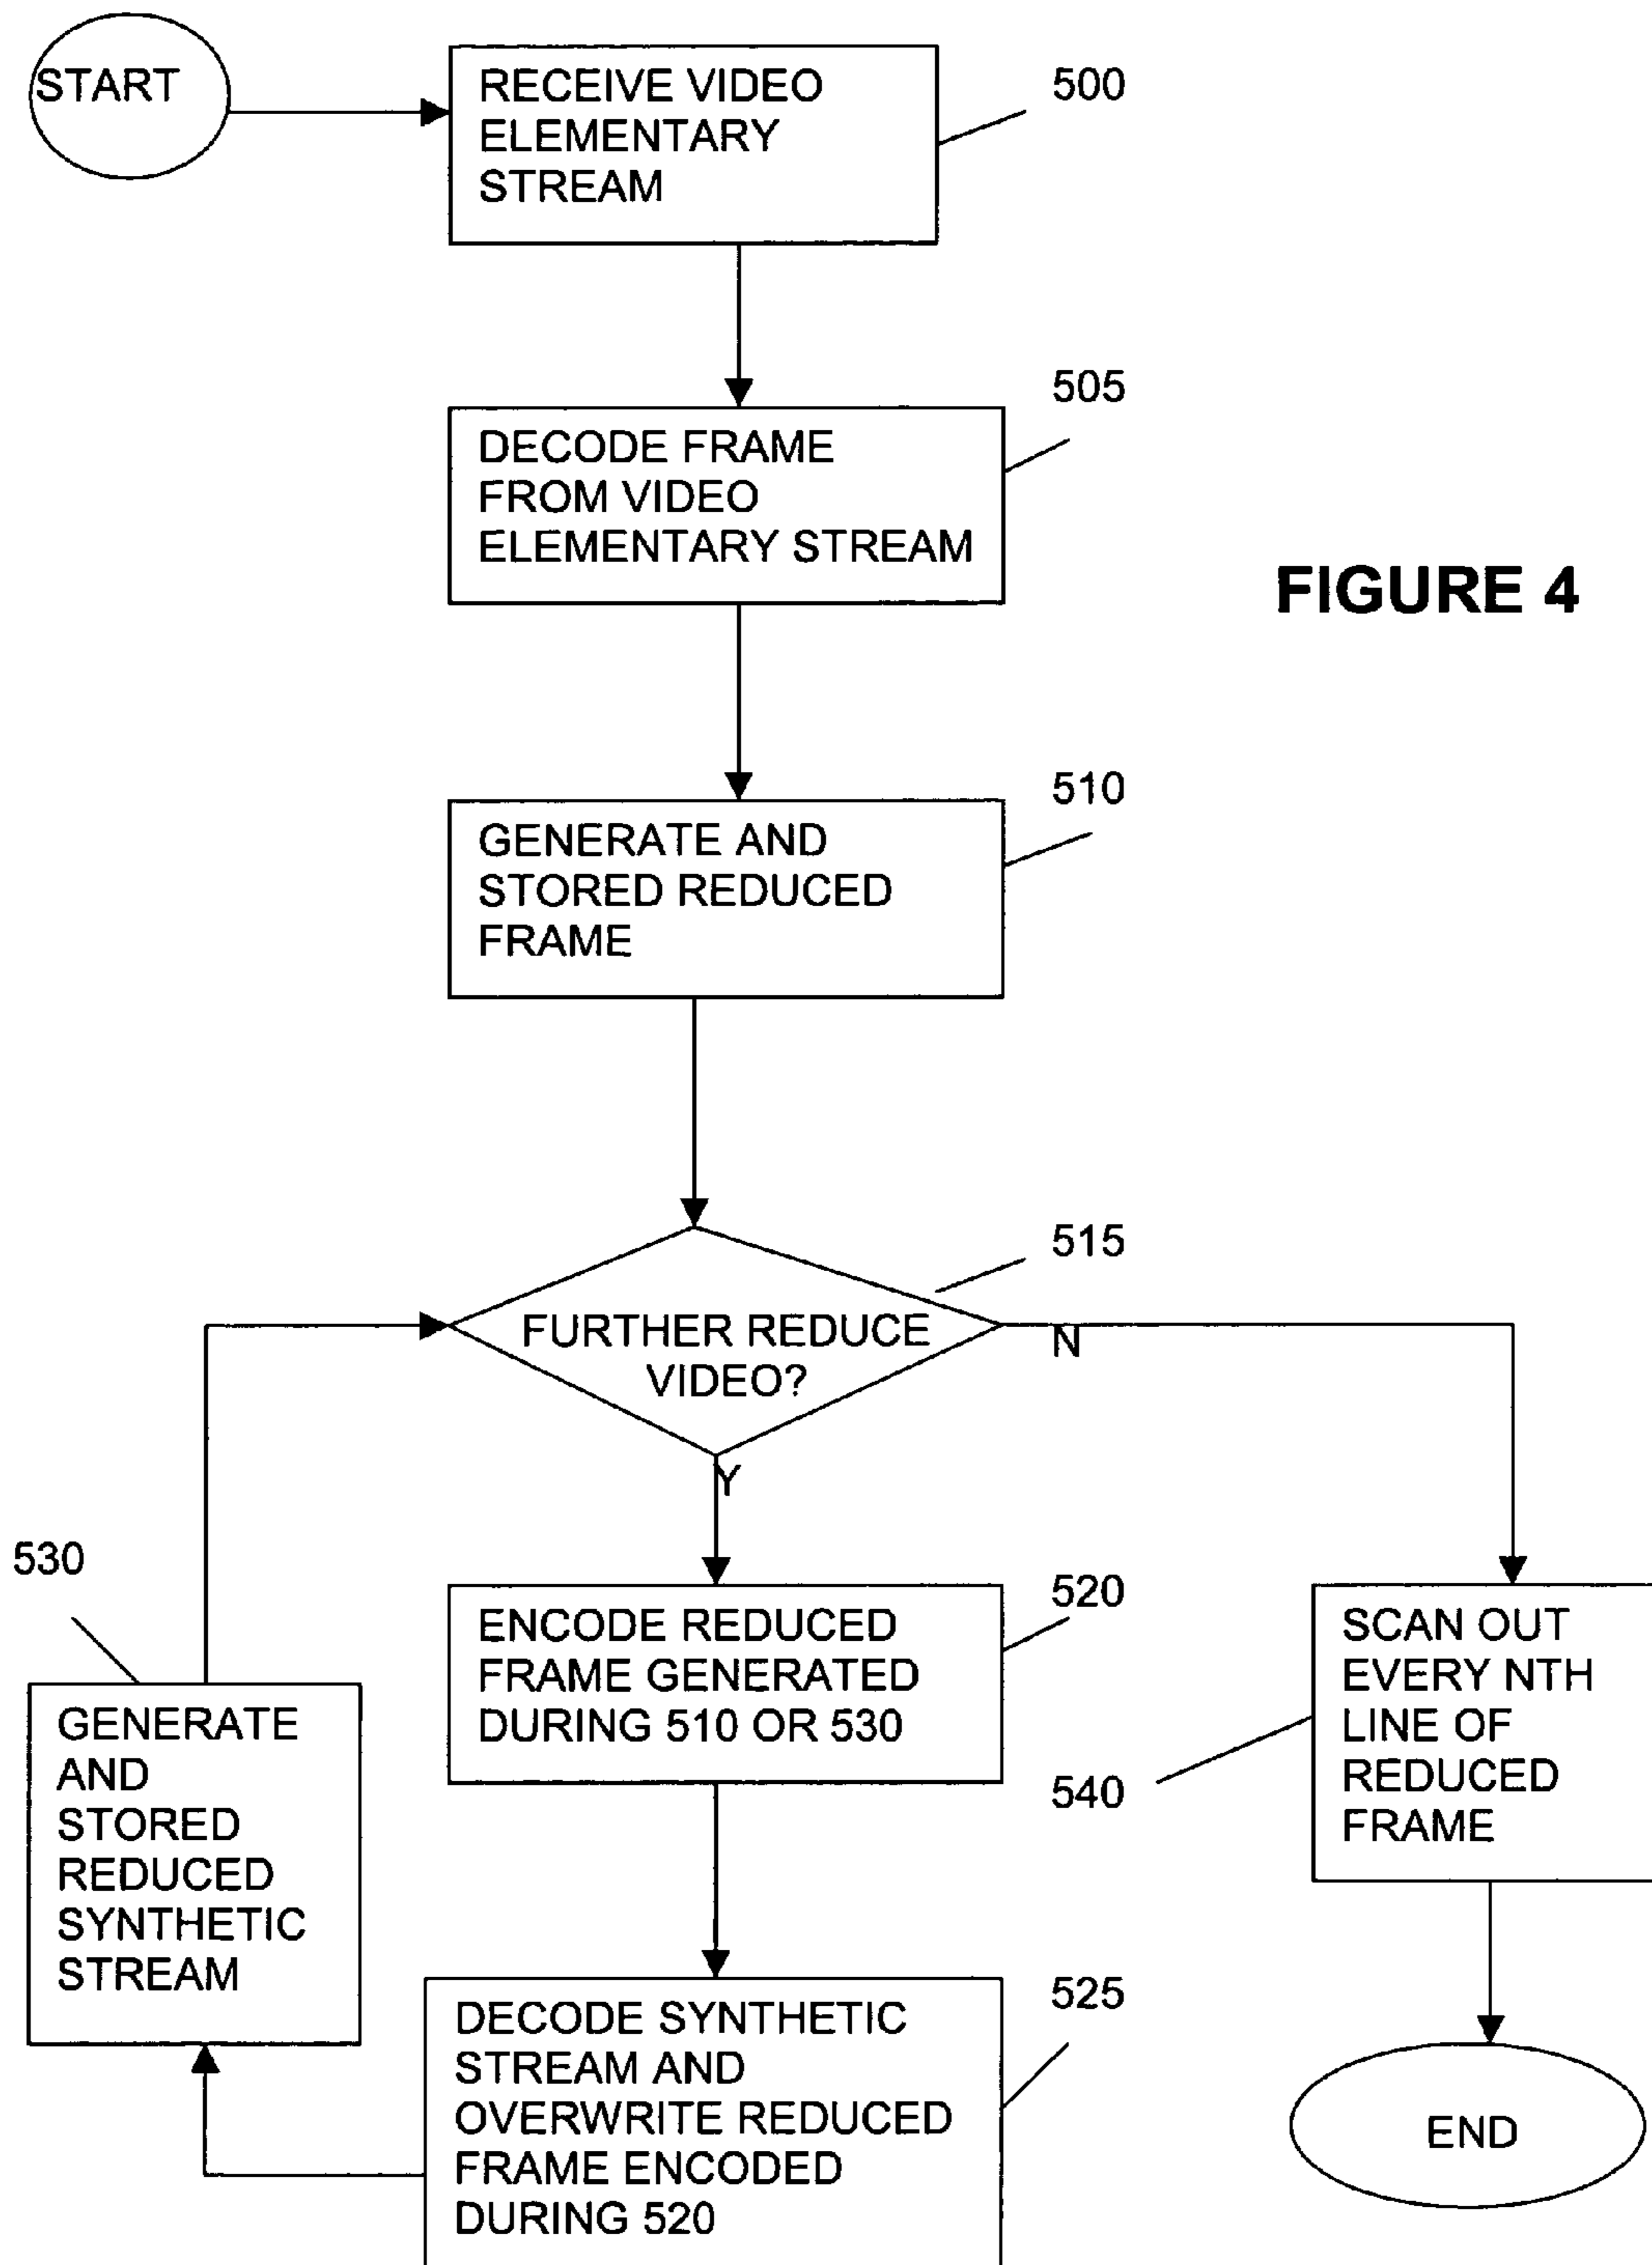 START
RECEIVE VIDEO
ELEMENTARY
STREAM
500
505
DECODE FRAME
FROM VIDEO
ELEMENTARY STREAM
FIGURE 4
510
GENERATE AND
STORED REDUCED
FRAME
515
FURTHER REDUCE
VIDEO?
N
Y
530
GENERATE
AND
STORED
REDUCED
SYNTHETIC
STREAM
520
ENCODE REDUCED
FRAME GENERATED
DURING 510 OR 530
540
SCAN OUT
EVERY NTH
LINE OF
REDUCED
FRAME
525
DECODE SYNTHETIC
STREAM AND
OVERWRITE REDUCED
FRAME ENCODED
DURING 520
END